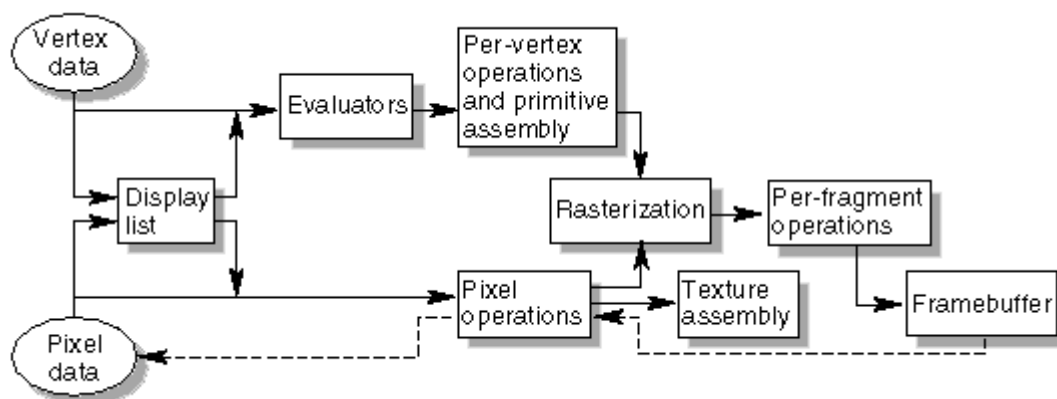 Vertex
data
Evaluators
Per-vertex
operations
and primitive
assembly
Display
list
Rasterization
Per-fragment
operations
Pixel
operations
Texture
assembly
Framebuffer
Pixel
data